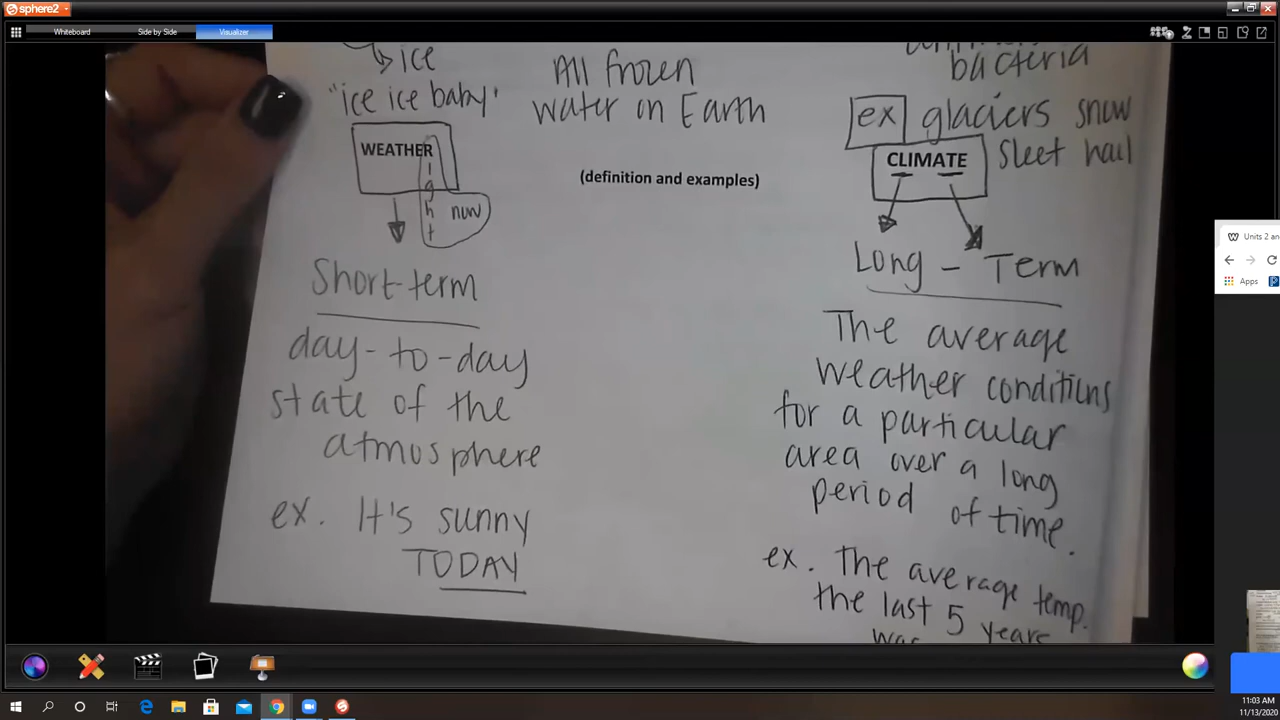 sphere2
Whiteboard
Side by Side
Visualizer
ice
"ice ice baby"
All frozen
water on Earth
bacteria
ex glaciers snow
sleet hail
WEATHER
ight
now
(definition and examples)
CLIMATE
Short-term
day-to-day
state of the
atmosphere
ex. It's sunny
TODAY
Long - Term
The average
weather conditions
for a particular
area over a long
period of time.
ex. The average temp.
the last 5 years
was
Units 2 an
Apps
11:03 AM
11/13/2020